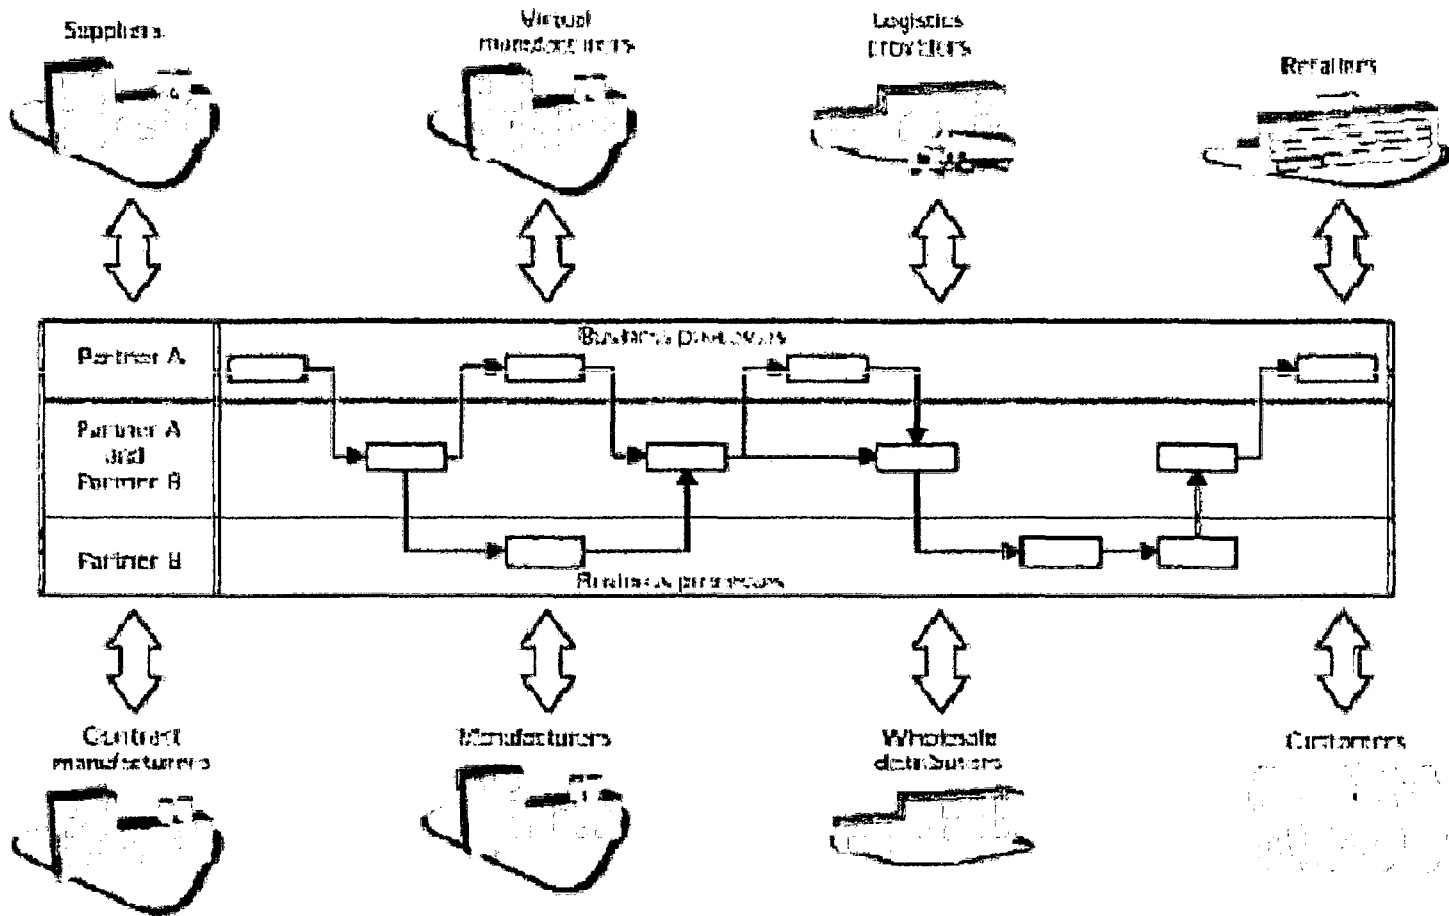 Suppliers
Virtual
manufacturers
Logistics
providers
Retailers
Business processes
Partner A
Partner A
and
Partner B
Partner B
Business processes
Contract
manufacturers
Manufacturers
Wholesale
distributors
Customers